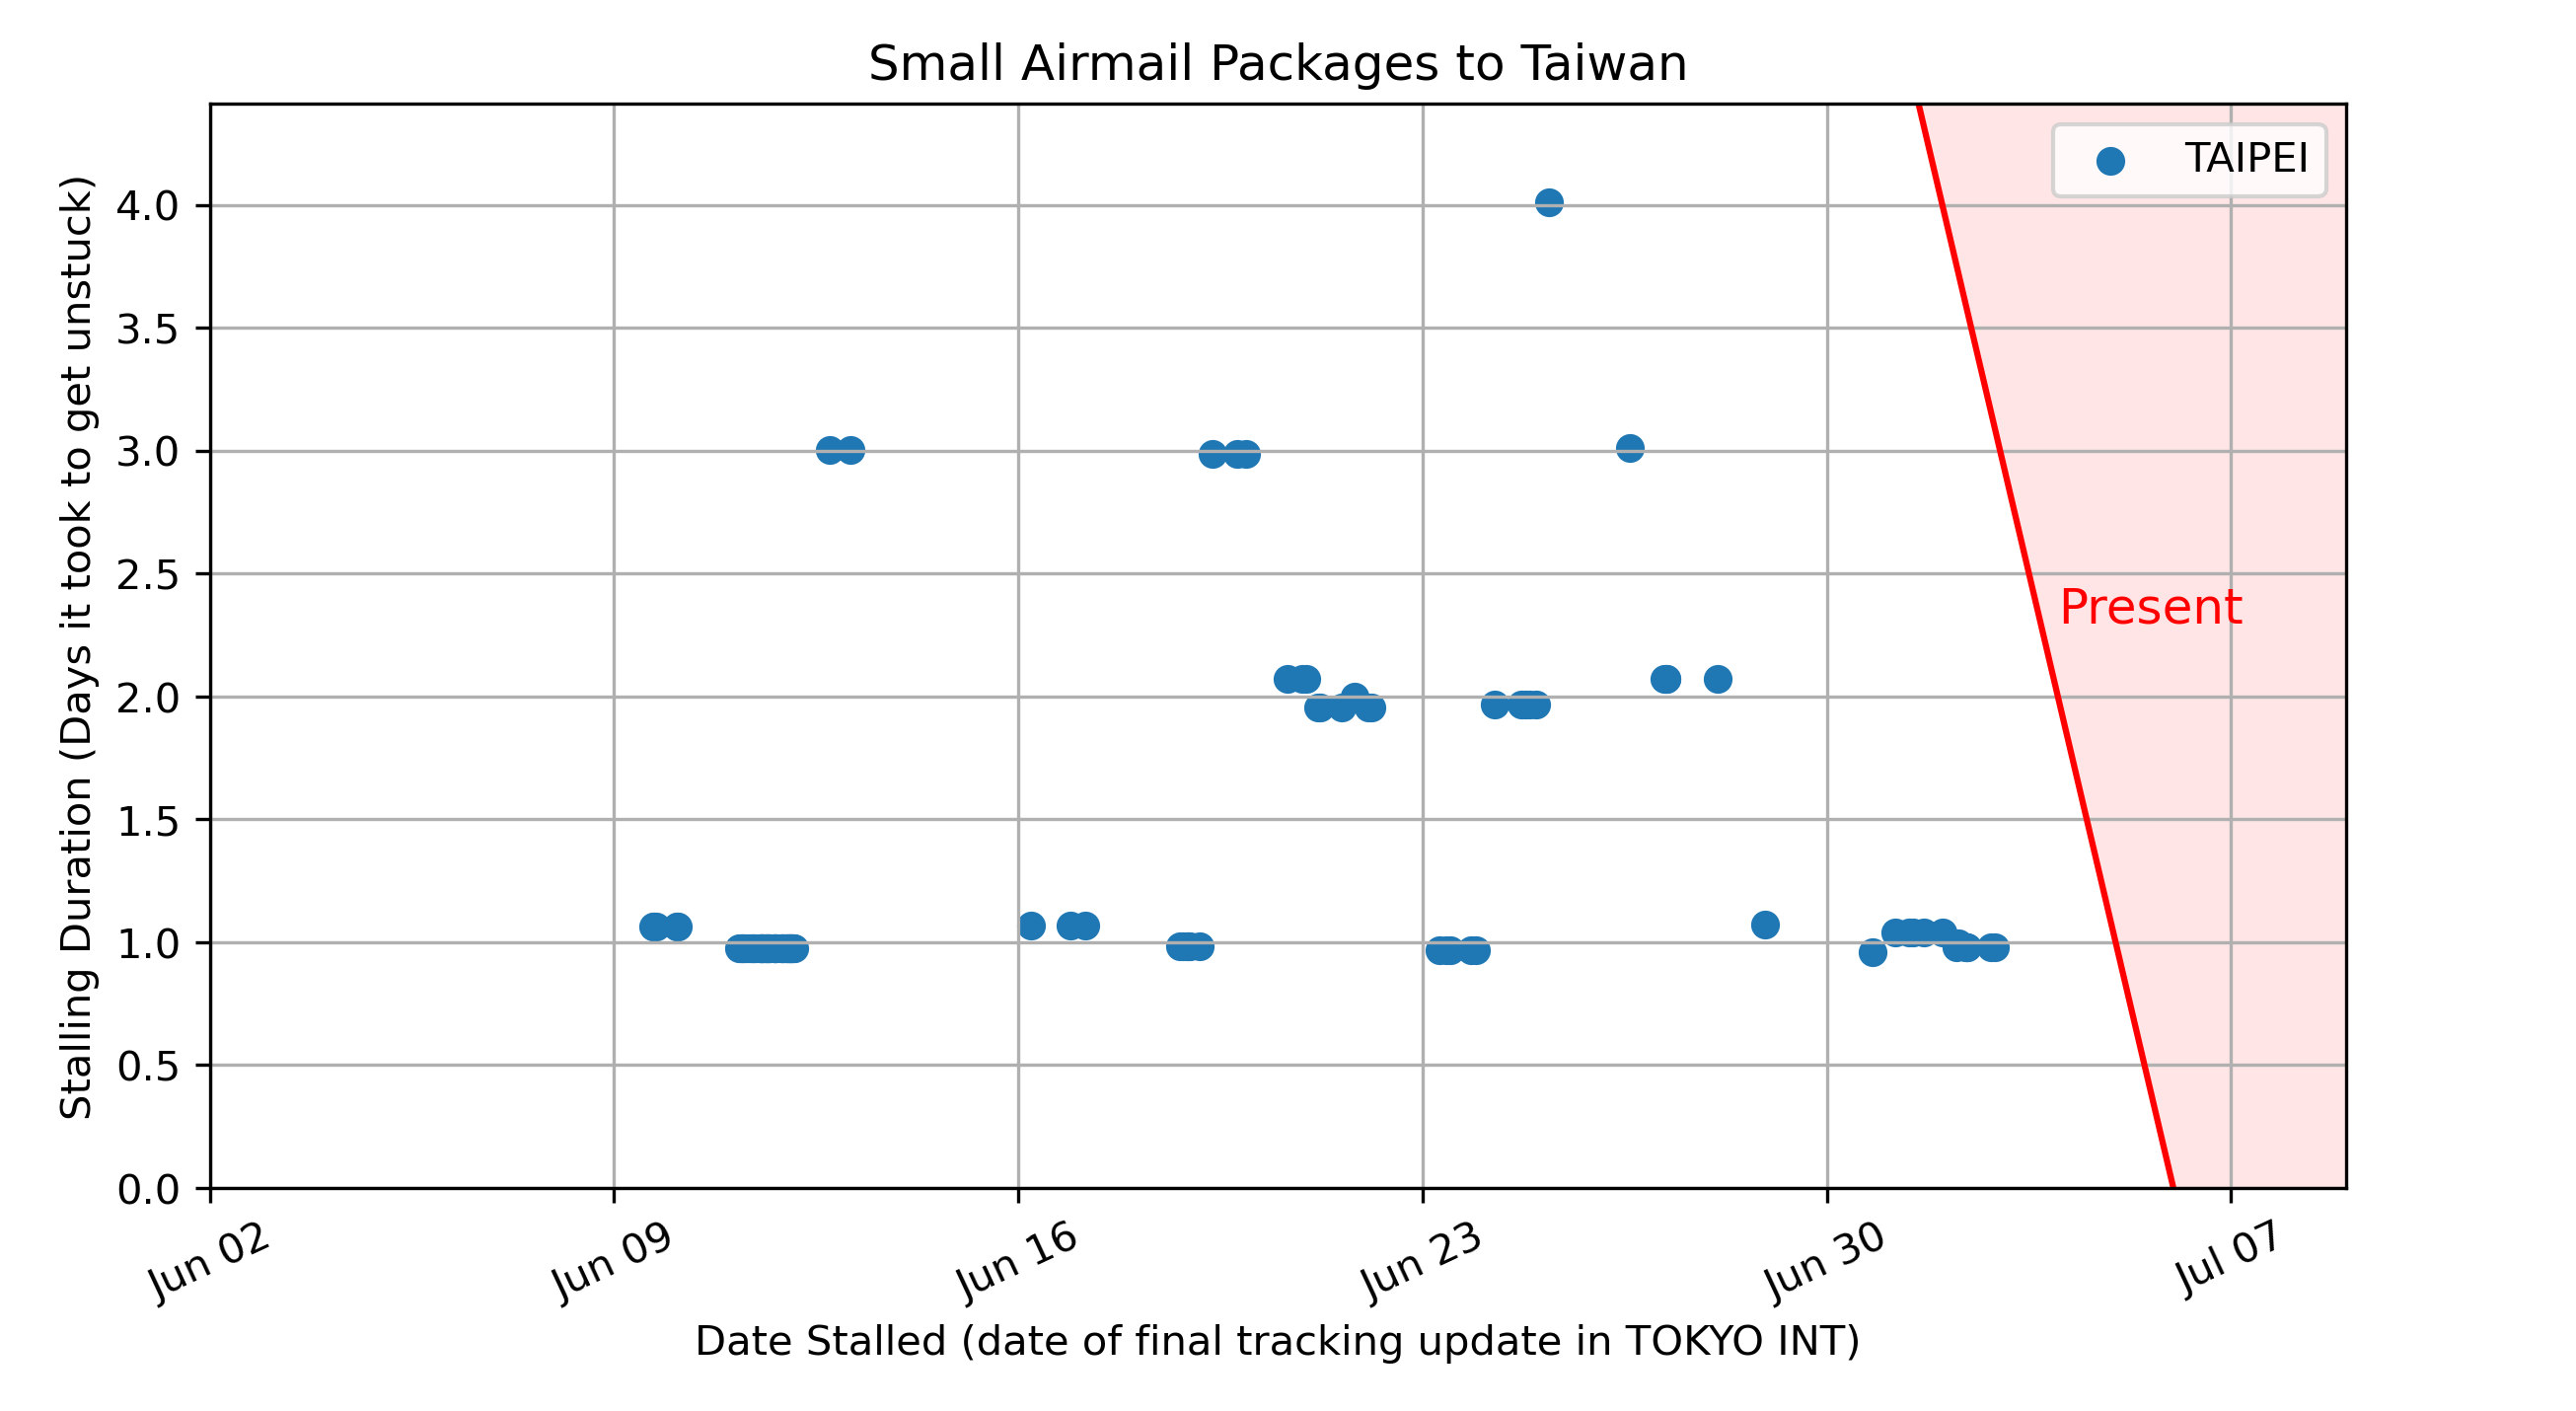 Small Airmail Packages to Taiwan
TAIPEI
Present
Stalling Duration (Days it took to get unstuck)
4.0
3.5
3.0
2.5
2.0
1.5
1.0
0.5
0.0
Jun 02
Jun 09
Jun 16
Jun 23
Jun 30
Jul 07
Date Stalled (date of final tracking update in TOKYO INT)